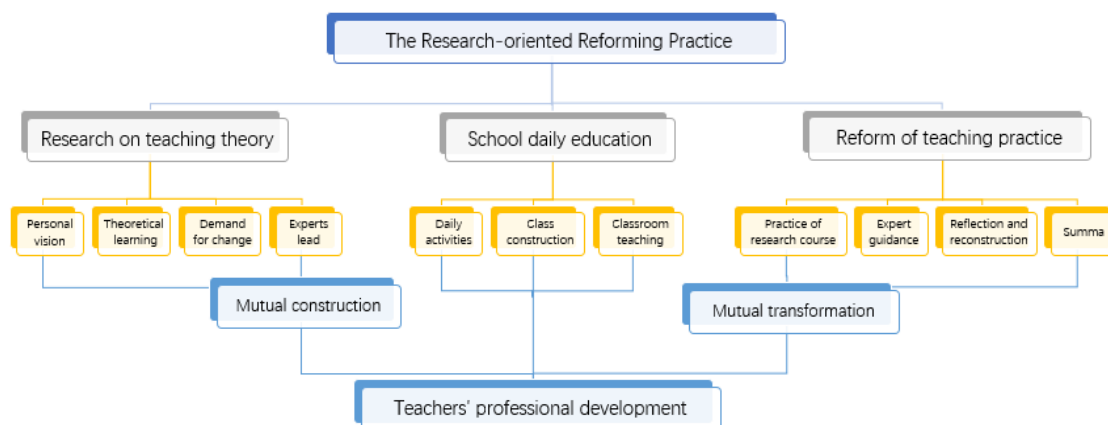 The Research-oriented Reforming Practice
Research on teaching theory
School daily education
Reform of teaching practice
Personal
vision
Theoretical
learning
Demand
for change
Experts
lead
Daily
activities
Class
construction
Classroom
teaching
Practice of
research course
Expert
guidance
Reflection and
reconstruction
Summa
Mutual construction
Mutual transformation
Teachers' professional development